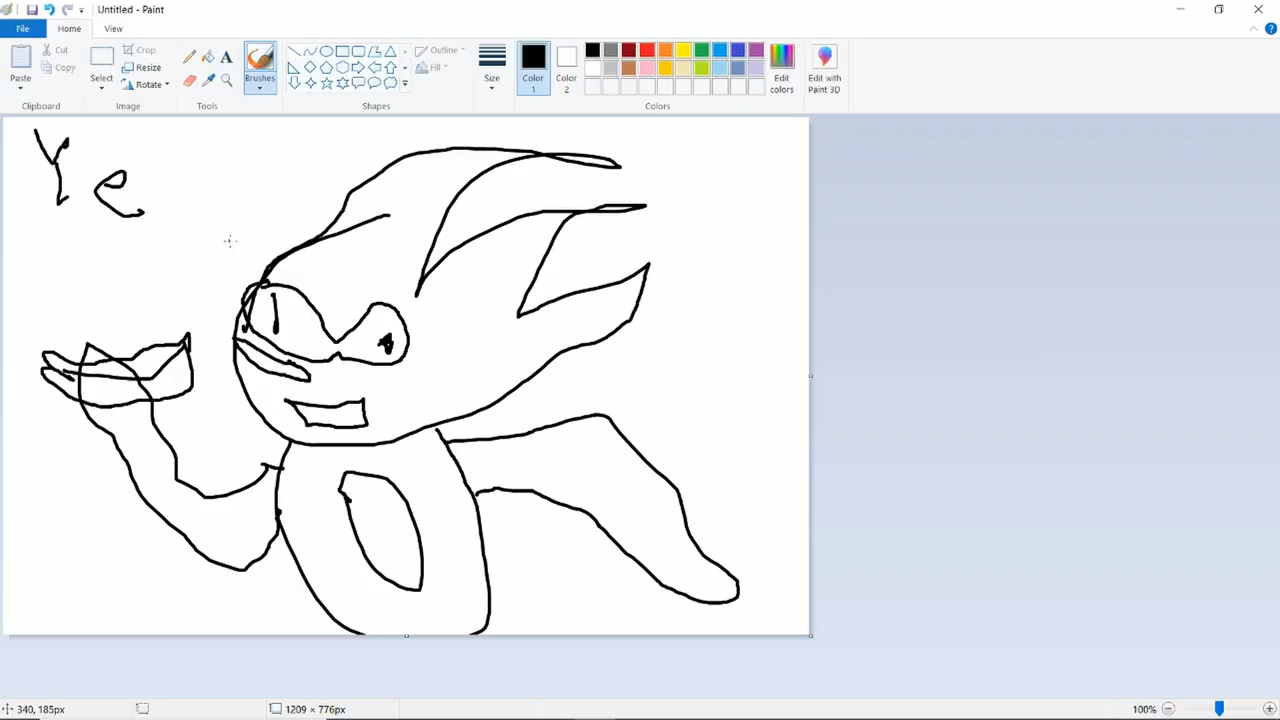 Untitled - Paint
File Home View
Paste Cut Copy Select Crop Resize Rotate Brushes Outline Fill Size Color 1 Color 2 Edit colors Edit with Paint 3D
Clipboard Image Tools Shapes Colors
Ye
340, 185px 1209 × 776px 100%